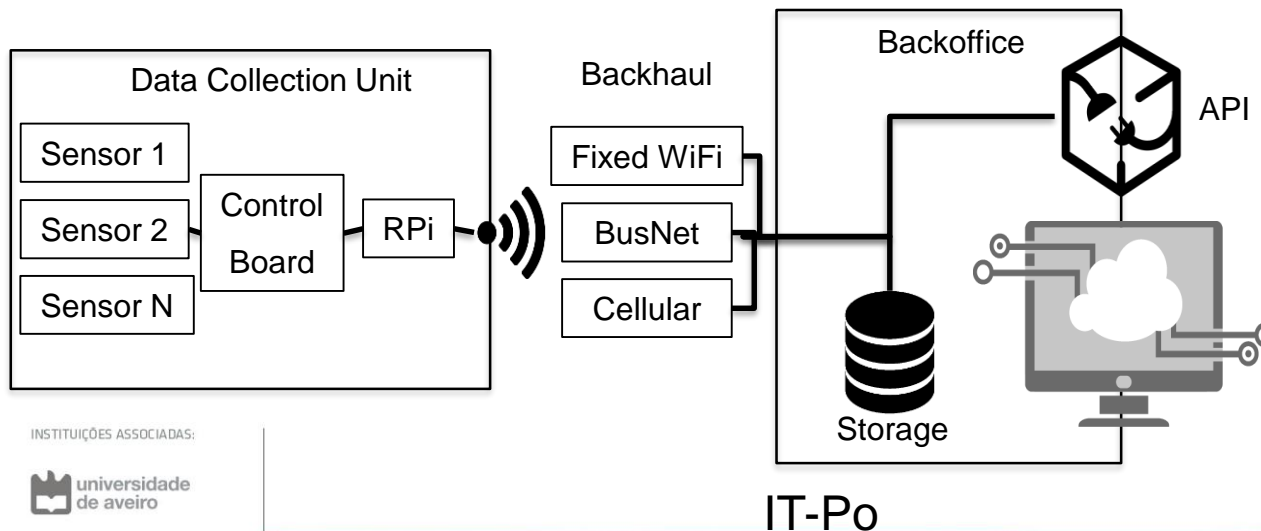 Data Collection Unit
Sensor 1
Sensor 2
Sensor N
Control
Board
RPi
Backhaul
Fixed WiFi
BusNet
Cellular
Backoffice
API
Storage
INSTITUIÇÕES ASSOCIADAS:
universidade
de aveiro
IT-Po